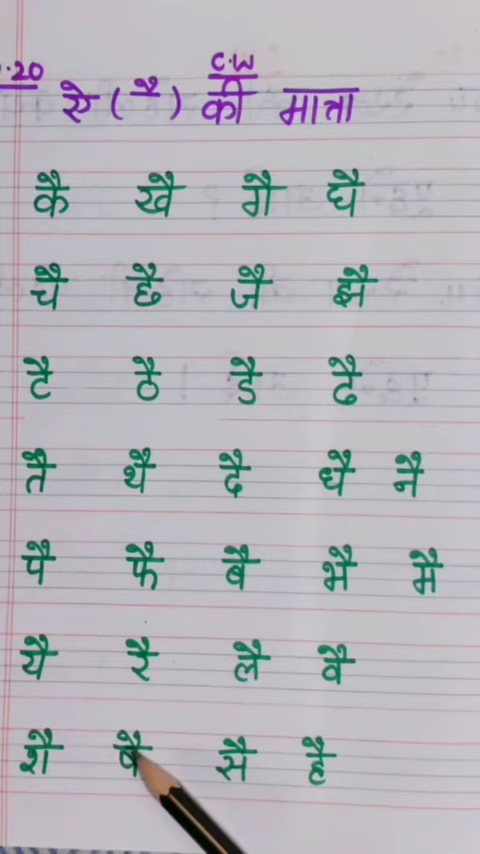 C.W
.20
ऐ ( ै ) की मात्रा
कै खै गै घै
चै छै जै झै
टै ठै डै ढै
तै थै दै धै नै
पै फै बै भै मै
यै रै लै वै
शै षै सै है